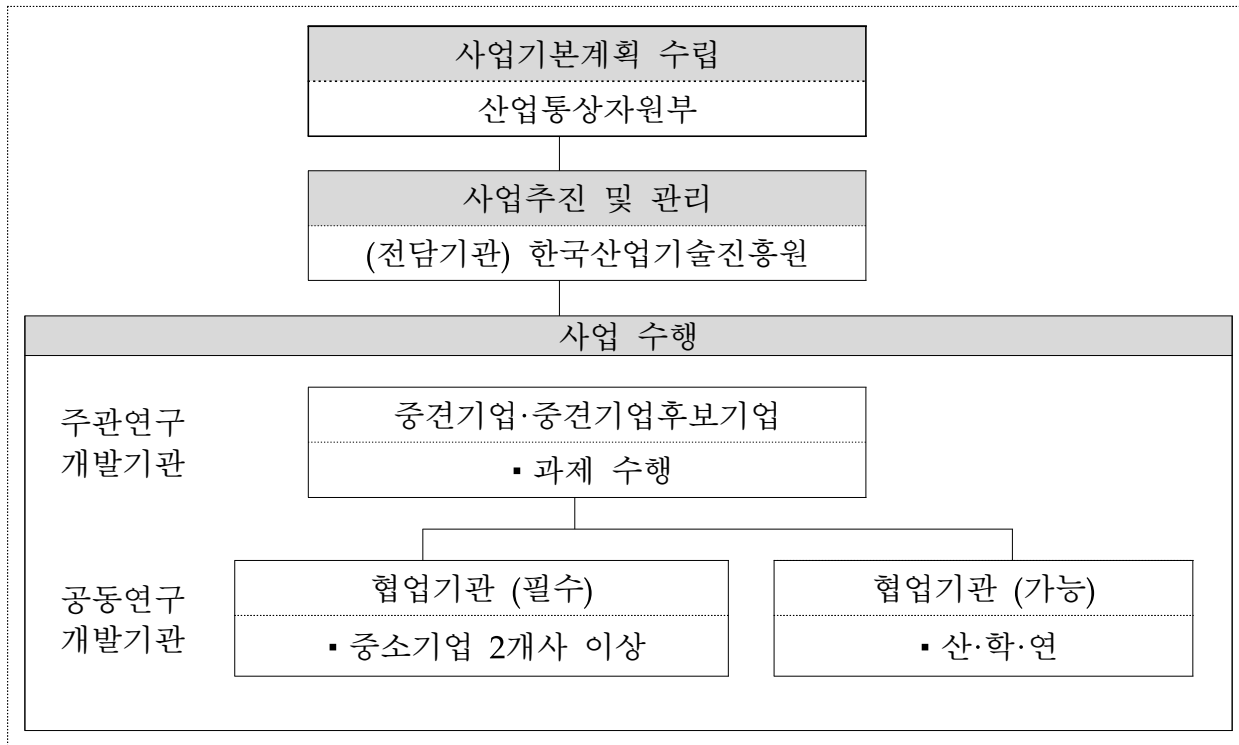 사업기본계획 수립
산업통상자원부
사업추진 및 관리
(전담기관) 한국산업기술진흥원
사업 수행
주관연구
개발기관
중견기업·중견기업후보기업
▪ 과제 수행
공동연구
개발기관
협업기관 (필수)
▪ 중소기업 2개사 이상
협업기관 (가능)
▪ 산·학·연